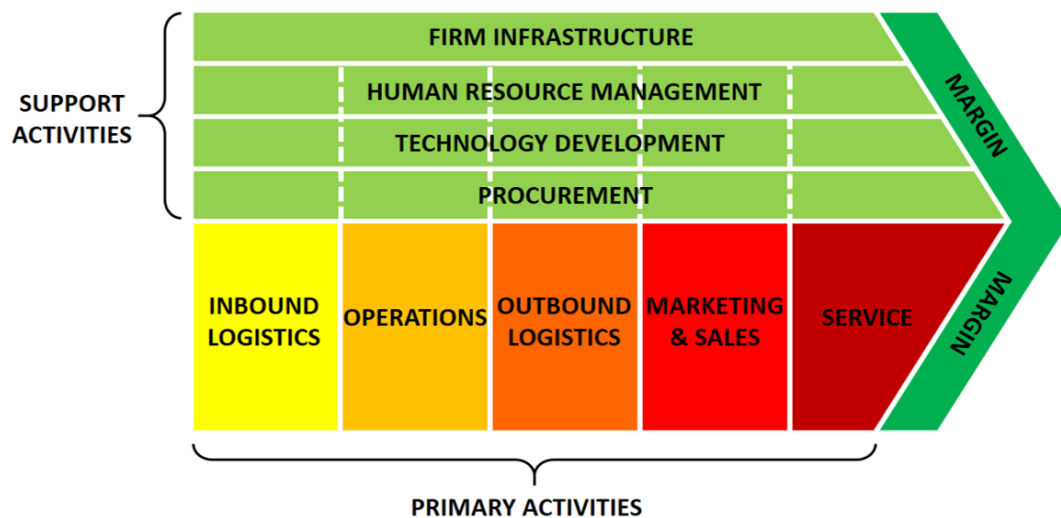 FIRM INFRASTRUCTURE
HUMAN RESOURCE MANAGEMENT
SUPPORT
ACTIVITIES
TECHNOLOGY DEVELOPMENT
PROCUREMENT
MARGIN
INBOUND
LOGISTICS
OPERATIONS
OUTBOUND
LOGISTICS
MARKETING
& SALES
SERVICE
MARGIN
PRIMARY ACTIVITIES